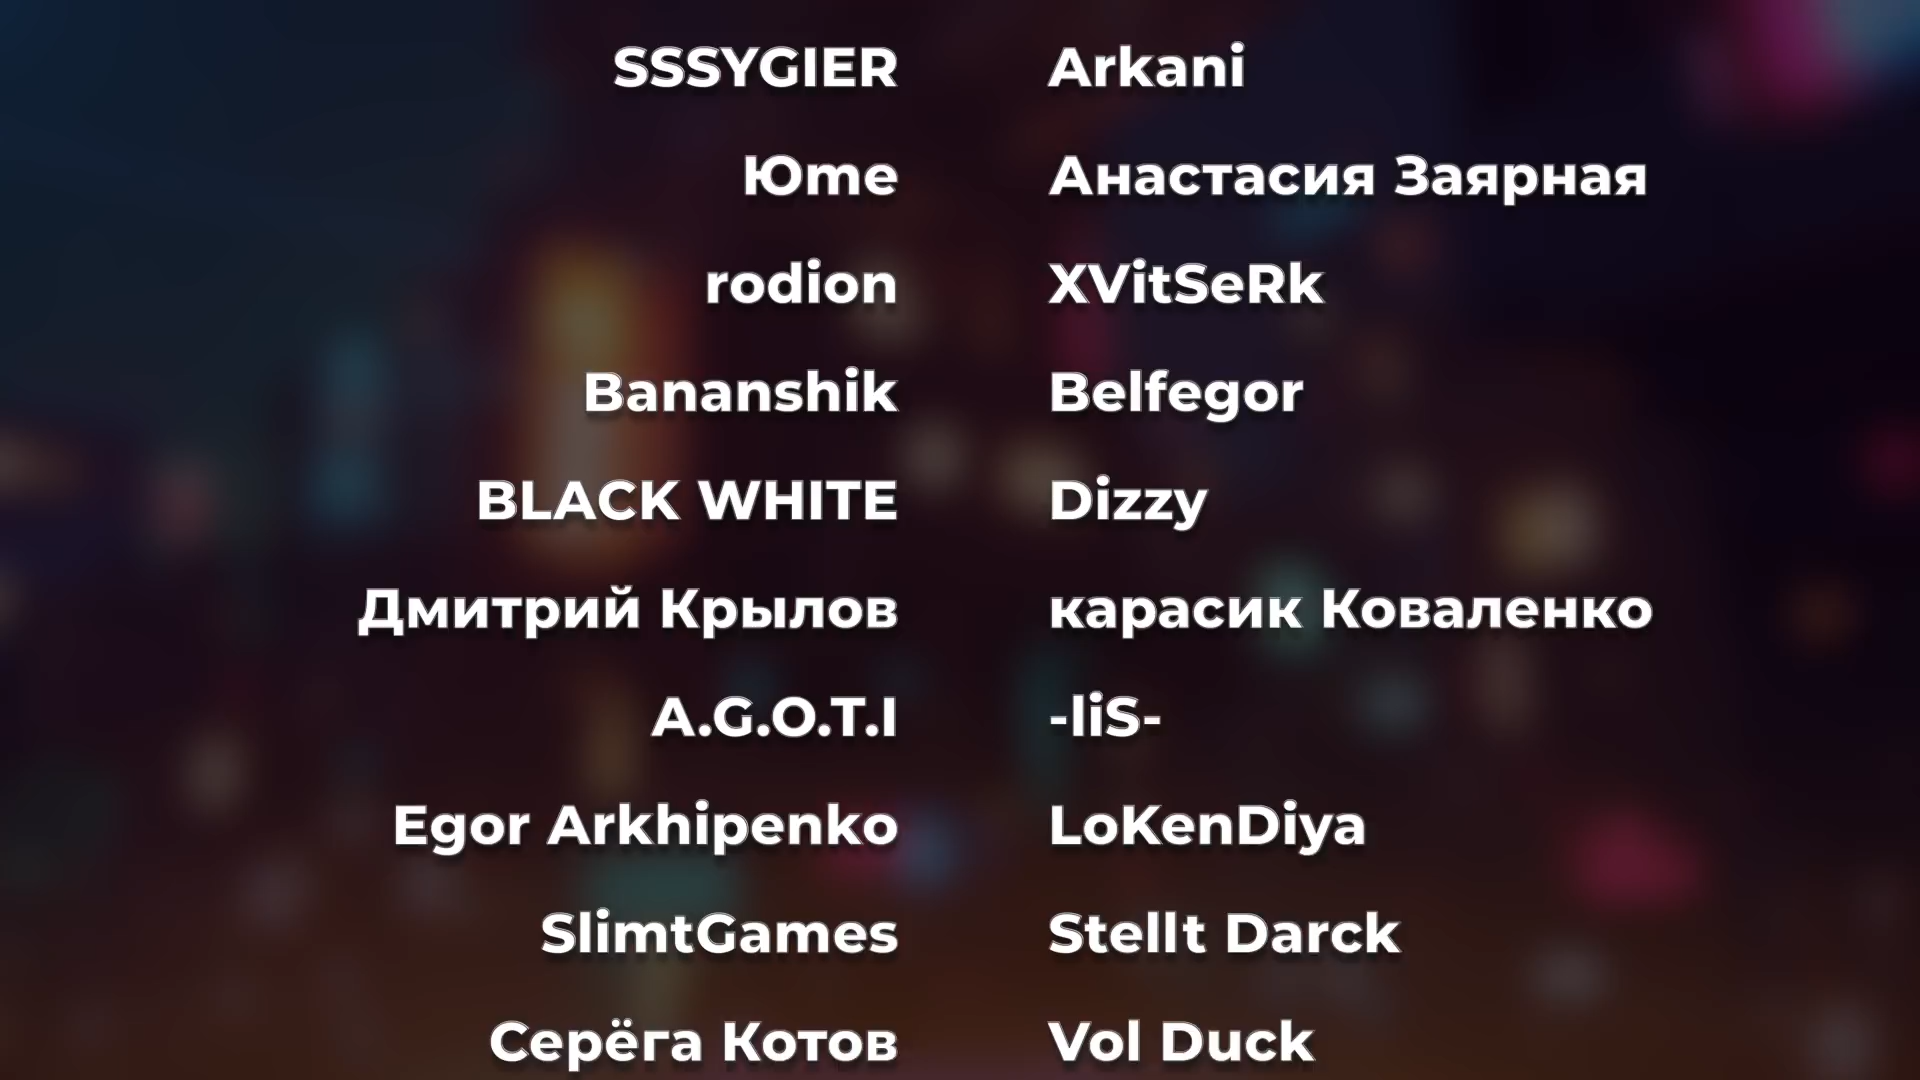 SSSYGIER Arkani
Юme Анастасия Заярная
rodion XVitSeRk
Bananshik Belfegor
BLACK WHITE Dizzy
Дмитрий Крылов карасик Коваленко
A.G.O.T.I -liS-
Egor Arkhipenko LoKenDiya
SlimtGames Stellt Darck
Серёга Котов Vol Duck